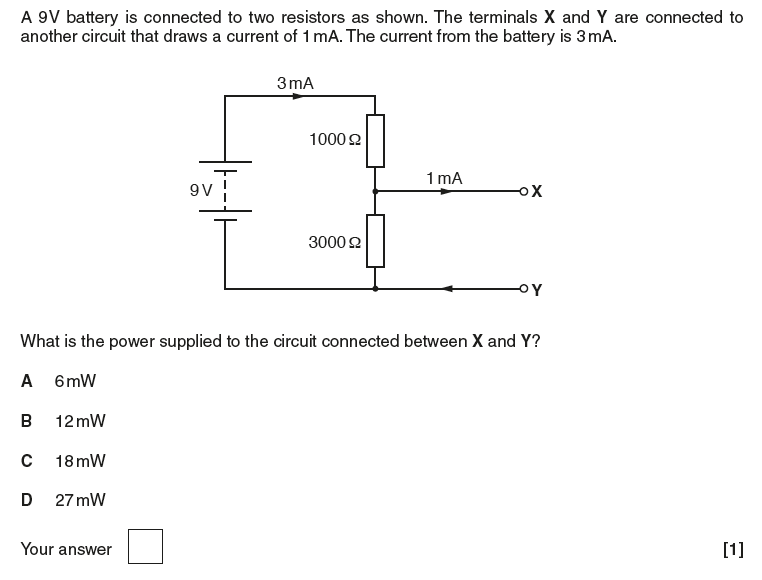 A 9V battery is connected to two resistors as shown. The terminals X and Y are connected to
another circuit that draws a current of 1mA. The current from the battery is 3mA.
3mA
1000Ω
1mA
X
9V
3000Ω
Y
What is the power supplied to the circuit connected between X and Y?
A 6mW
B 12mW
C 18mW
D 27mW
Your answer [1]